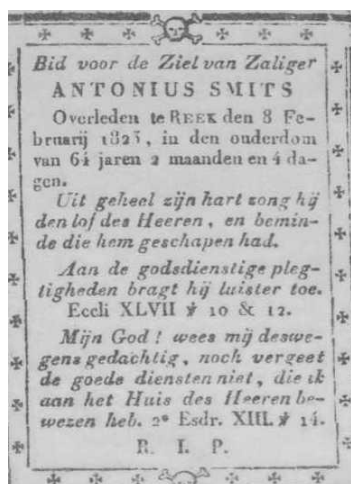 Bid voor de Ziel van Zaliger
ANTONIUS SMITS
Overleden te REEK den 8 Fe-
bruarij 1825, in den ouderdom
van 64 jaren 2 maanden en 4 da-
gen.
Uit geheel zijn hart zong hij
den lof des Heeren, en bemin-
de die hem geschapen had.
Aan de godsdienstige pleg-
tigheden bragt hij luister toe.
Eccli XLVII ℣ 10 & 12.
Mijn God! wees mij deswe-
gens gedachtig, noch vergeet
de goede diensten niet, die ik
aan het Huis des Heeren be-
wezen heb. 2e Esdr. XIII. ℣ 14.
R. I. P.